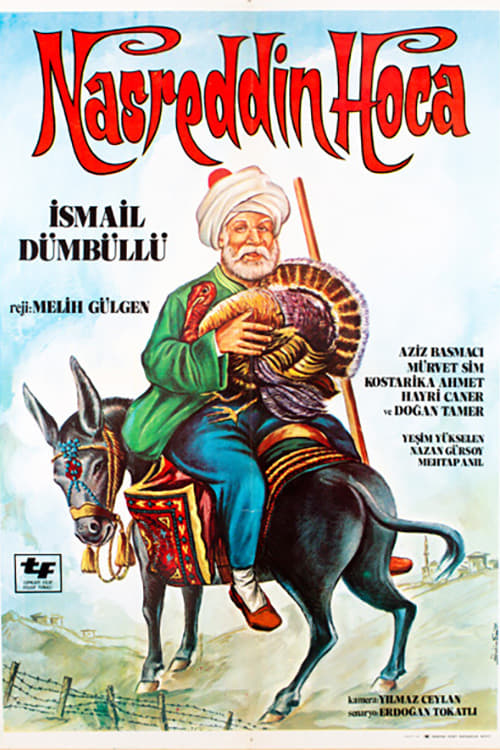 Nasreddin Hoca
İSMAİL
DÜMBÜLLÜ
reji: MELİH GÜLGEN
AZİZ BASMACI
MÜRVET SİM
KOSTARİKA AHMET
HAYRİ CANER
ve DOĞAN TAMER
YEŞİM YÜKSELEN
NAZAN GÜRSOY
MEHTAP ANIL
tF
kamera: YILMAZ CEYLAN
senaryo: ERDOĞAN TOKATLI